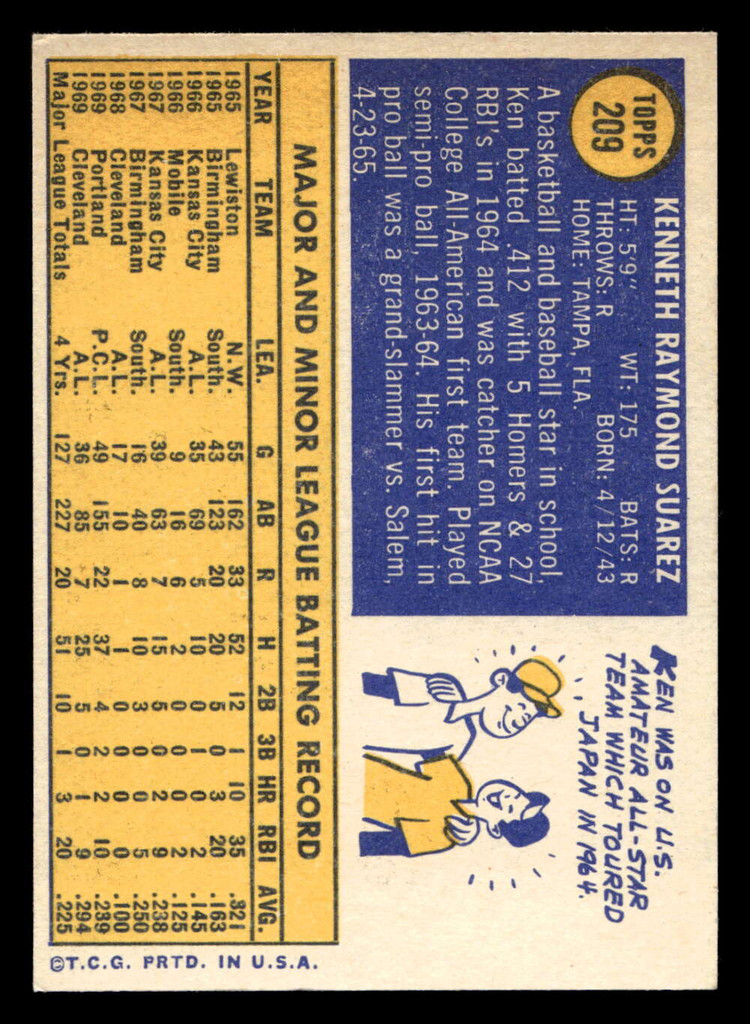 TOPPS
209
KENNETH RAYMOND SUAREZ
HT: 5'9" WT: 175 BATS: R
THROWS: R BORN: 4/12/43
HOME: TAMPA, FLA.
A basketball and baseball star in school,
Ken batted .412 with 5 Homers & 27
RBI's in 1964 and was catcher on NCAA
College All-American first team. Played
semi-pro ball, 1963-64. His first hit in
pro ball was a grand-slammer vs. Salem,
4-23-65.
KEN WAS ON U.S.
AMATEUR ALL-STAR
TEAM WHICH TOURED
JAPAN IN 1964.
MAJOR AND MINOR LEAGUE BATTING RECORD
YEAR TEAM LEA. G AB R H 2B 3B HR RBI AVG.
1965 Lewiston N.W. 55 162 33 52 12 1 10 35 .321
1965 Birmingham South. 43 123 20 20 5 0 3 20 .163
1966 Kansas City A.L. 35 69 5 10 0 1 0 2 .145
1966 Mobile South. 9 16 6 2 0 0 0 2 .125
1967 Kansas City A.L. 39 63 7 15 5 0 2 9 .238
1967 Birmingham South. 16 40 8 10 3 0 0 5 .250
1968 Cleveland A.L. 17 10 1 1 0 0 0 0 .100
1969 Portland P.C.L. 49 155 22 37 4 2 2 10 .239
1969 Cleveland A.L. 36 85 7 25 5 0 1 9 .294
Major League Totals 4 Yrs. 127 227 20 51 10 1 3 20 .225
©T.C.G. PRTD. IN U.S.A.